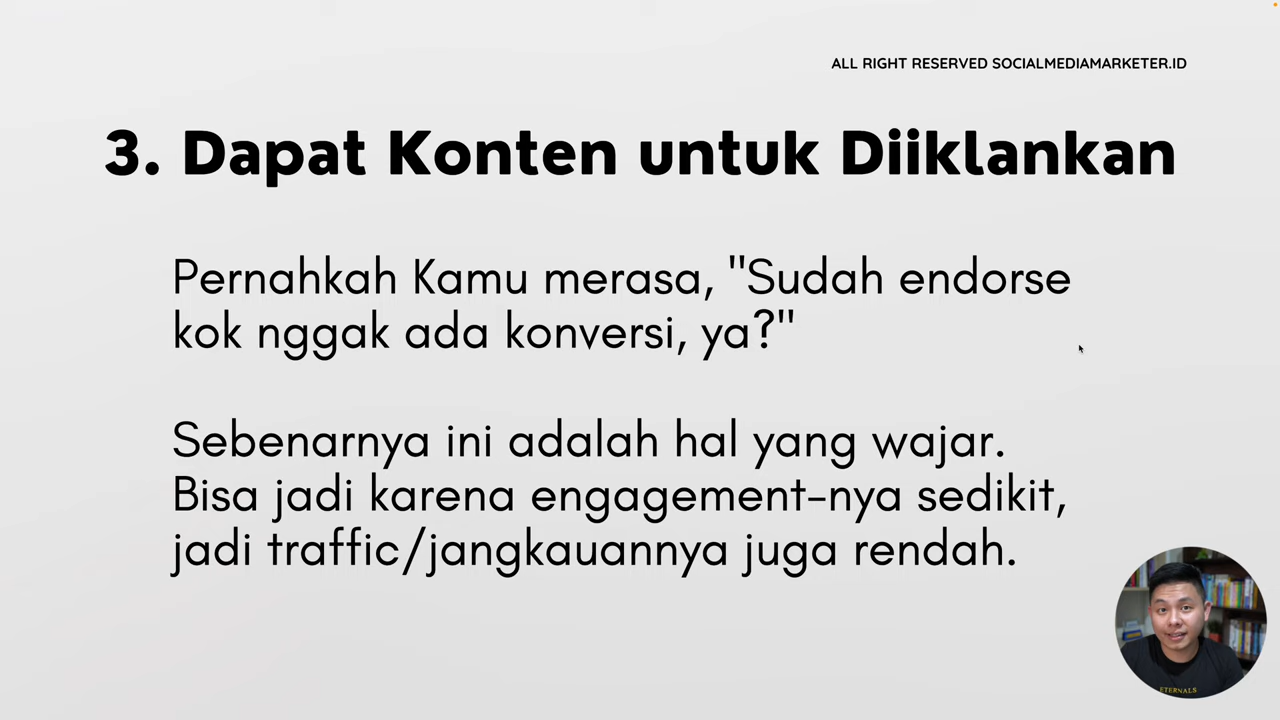 ALL RIGHT RESERVED SOCIALMEDIAMARKETER.ID
3. Dapat Konten untuk Diiklankan
Pernahkah Kamu merasa, "Sudah endorse
kok nggak ada konversi, ya?"
Sebenarnya ini adalah hal yang wajar.
Bisa jadi karena engagement-nya sedikit,
jadi traffic/jangkauannya juga rendah.
ETERNALS